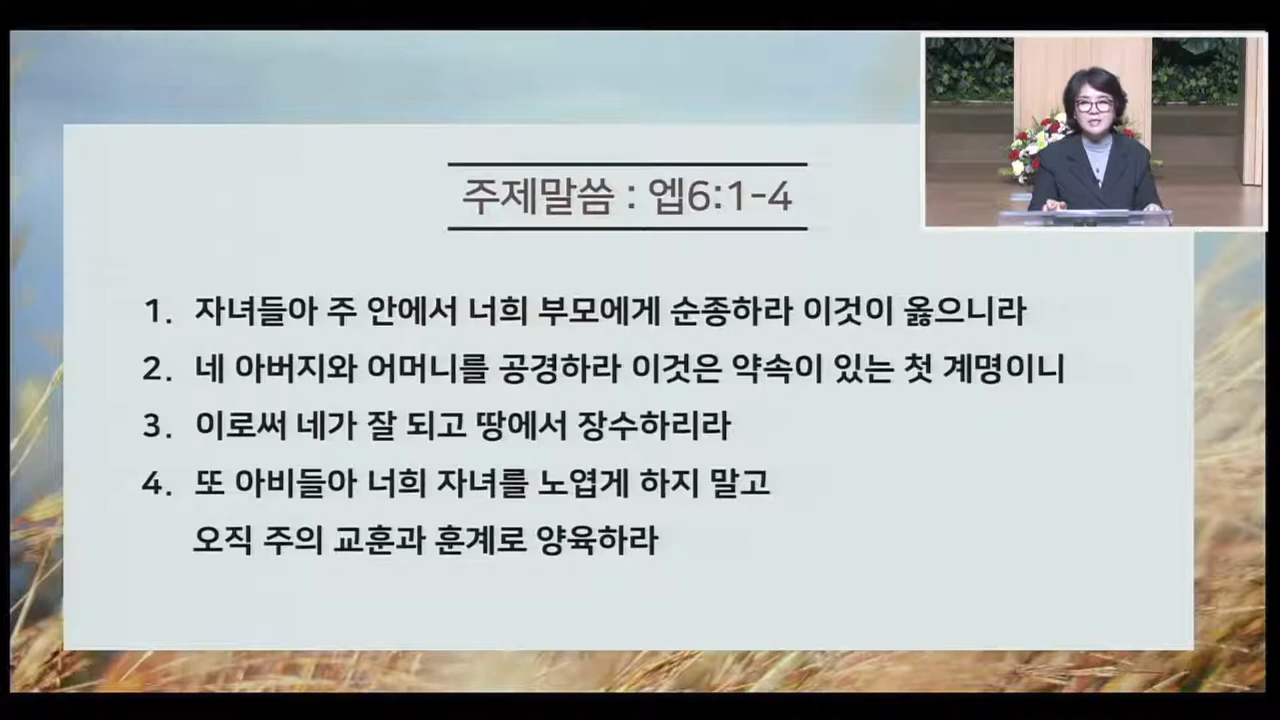 주제말씀 : 엡6:1-4
1. 자녀들아 주 안에서 너희 부모에게 순종하라 이것이 옳으니라
2. 네 아버지와 어머니를 공경하라 이것은 약속이 있는 첫 계명이니
3. 이로써 네가 잘 되고 땅에서 장수하리라
4. 또 아비들아 너희 자녀를 노엽게 하지 말고
오직 주의 교훈과 훈계로 양육하라